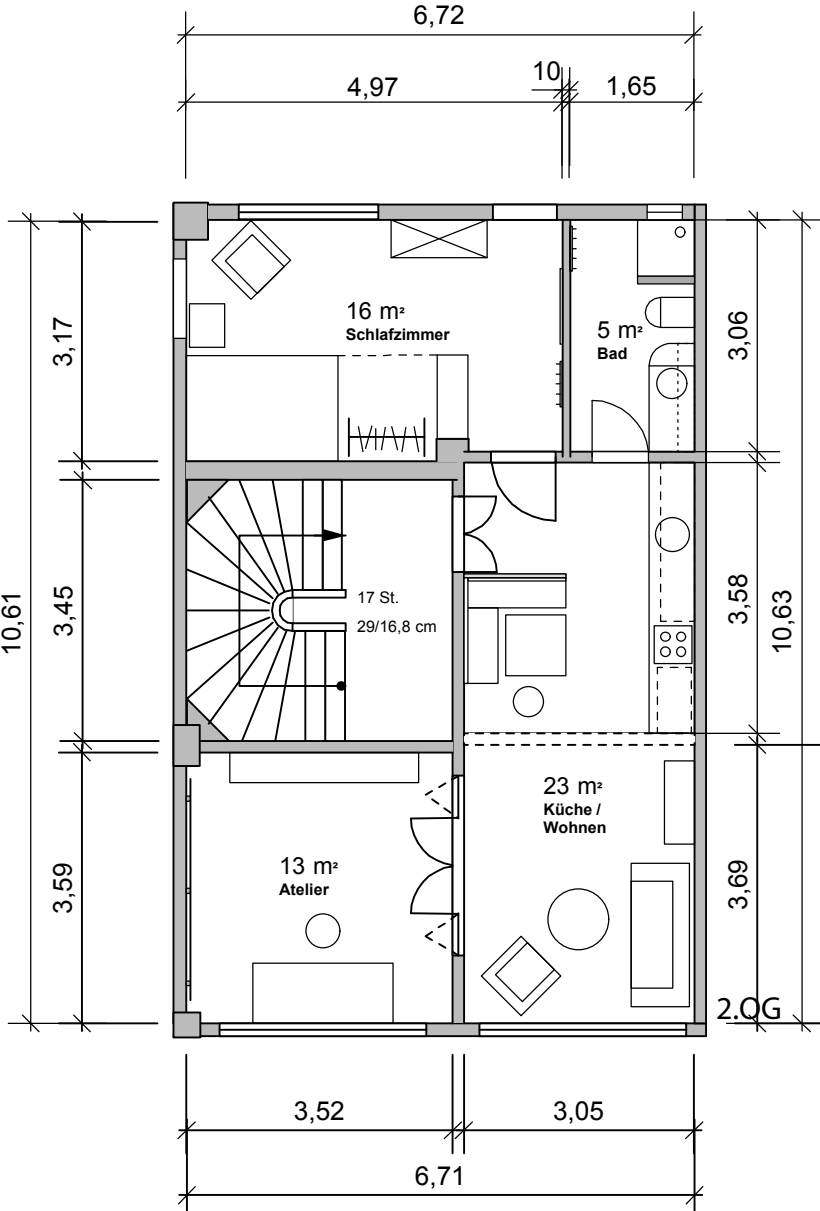 6,72
4,97
10
1,65
16 m²
Schlafzimmer
5 m²
Bad
3,17
3,06
10,61
3,45
17 St.
29/16,8 cm
3,58
10,63
23 m²
Küche /
Wohnen
13 m²
Atelier
3,59
3,69
2.OG
3,52
3,05
6,71